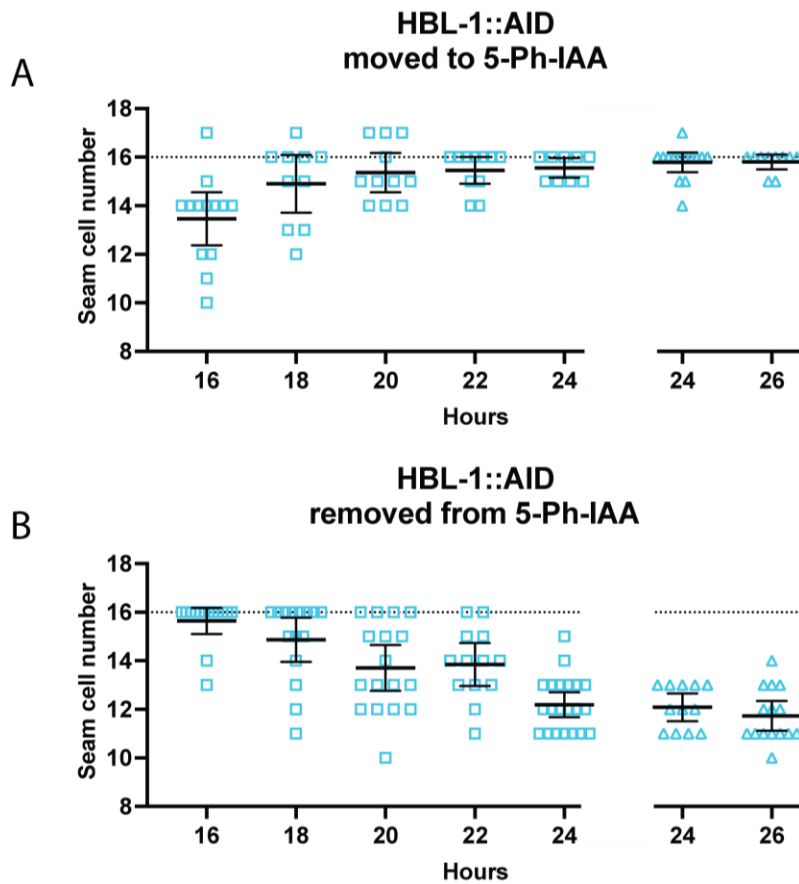 HBL-1::AID
moved to 5-Ph-IAA
A
18
16
14
12
10
8
Seam cell number
16 18 20 22 24 24 26
Hours
HBL-1::AID
removed from 5-Ph-IAA
B
18
16
14
12
10
8
Seam cell number
16 18 20 22 24 24 26
Hours